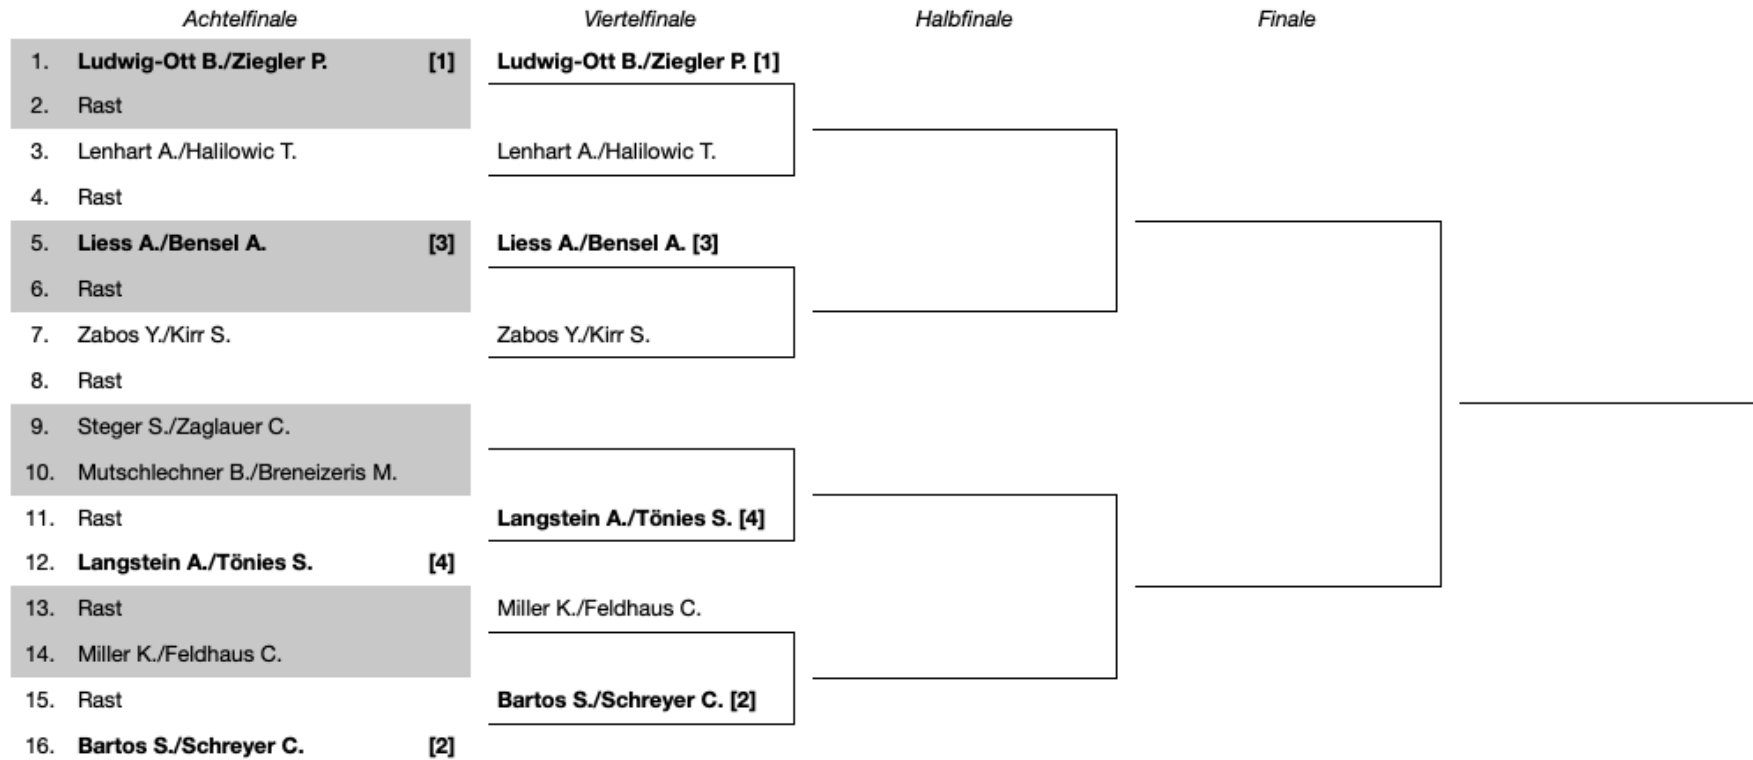 Achtelfinale Viertelfinale Halbfinale Finale
1. Ludwig-Ott B./Ziegler P. [1] Ludwig-Ott B./Ziegler P. [1]
2. Rast
3. Lenhart A./Halilowic T. Lenhart A./Halilowic T.
4. Rast
5. Liess A./Bensel A. [3] Liess A./Bensel A. [3]
6. Rast
7. Zabos Y./Kirr S. Zabos Y./Kirr S.
8. Rast
9. Steger S./Zaglauer C.
10. Mutschlechner B./Breneizeris M.
11. Rast Langstein A./Tönies S. [4]
12. Langstein A./Tönies S. [4]
13. Rast Miller K./Feldhaus C.
14. Miller K./Feldhaus C.
15. Rast Bartos S./Schreyer C. [2]
16. Bartos S./Schreyer C. [2]